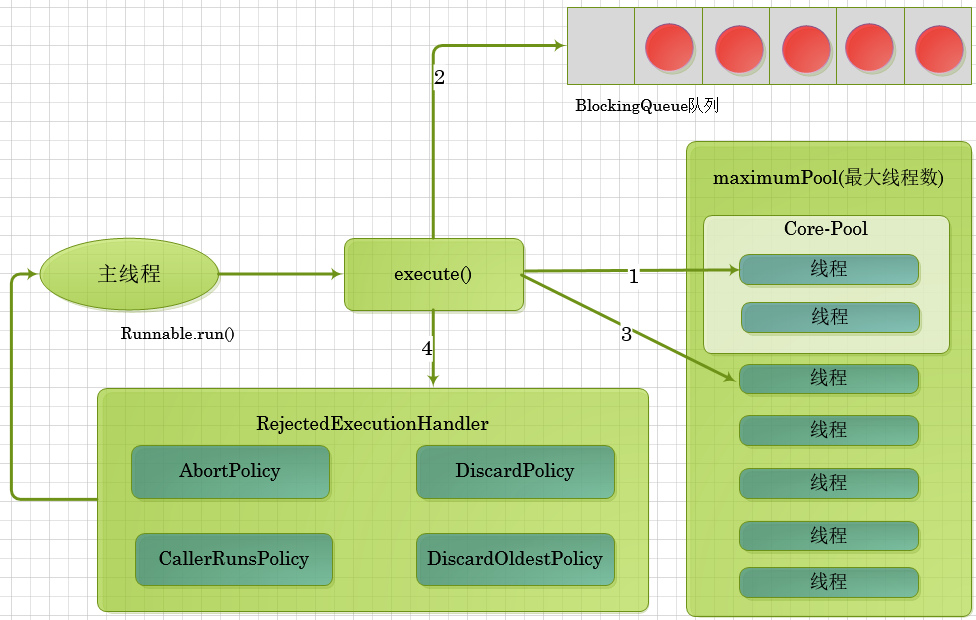 2
BlockingQueue队列
maximumPool(最大线程数)
Core-Pool
线程
线程
线程
线程
线程
线程
线程
主线程
Runnable.run()
execute()
1
3
4
RejectedExecutionHandler
AbortPolicy
DiscardPolicy
CallerRunsPolicy
DiscardOldestPolicy